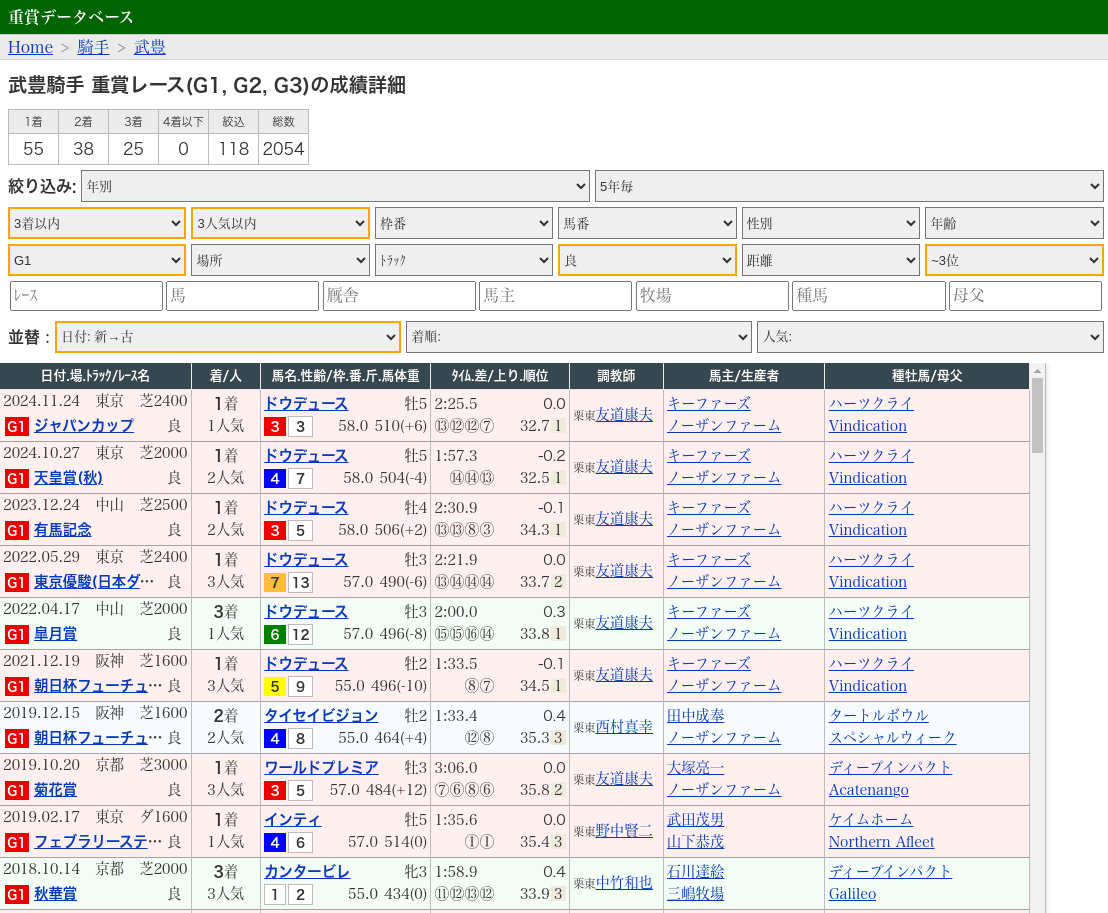 重賞データベース
Home > 騎手 > 武豊
武豊騎手 重賞レース(G1, G2, G3)の成績詳細
1着 2着 3着 4着以下 絞込 総数
55 38 25 0 118 2054
絞り込み: 年別 5年毎
3着以内 3人気以内 枠番 馬番 性別 年齢
G1 場所 ﾄﾗｯｸ 良 距離 ~3位
ﾚｰｽ 馬 厩舎 馬主 牧場 種馬 母父
並替 : 日付: 新→古 着順: 人気:
日付.場.ﾄﾗｯｸ/ﾚｰｽ名 着/人 馬名.性齢/枠.番.斤.馬体重 ﾀｲﾑ.差/上り.順位 調教師 馬主/生産者 種牡馬/母父
2024.11.24 東京 芝2400 1着 ドウデュース 牡5 2:25.5 0.0 栗東友道康夫 キーファーズ ハーツクライ
G1 ジャパンカップ 良 1人気 3 3 58.0 510(+6) ⑬⑫⑫⑦ 32.7 1 ノーザンファーム Vindication
2024.10.27 東京 芝2000 1着 ドウデュース 牡5 1:57.3 -0.2 栗東友道康夫 キーファーズ ハーツクライ
G1 天皇賞(秋) 良 2人気 4 7 58.0 504(-4) ⑭⑭⑬ 32.5 1 ノーザンファーム Vindication
2023.12.24 中山 芝2500 1着 ドウデュース 牡4 2:30.9 -0.1 栗東友道康夫 キーファーズ ハーツクライ
G1 有馬記念 良 2人気 3 5 58.0 506(+2) ⑬⑬⑧③ 34.3 1 ノーザンファーム Vindication
2022.05.29 東京 芝2400 1着 ドウデュース 牡3 2:21.9 0.0 栗東友道康夫 キーファーズ ハーツクライ
G1 東京優駿(日本ダ… 良 3人気 7 13 57.0 490(-6) ⑬⑭⑭⑭ 33.7 2 ノーザンファーム Vindication
2022.04.17 中山 芝2000 3着 ドウデュース 牡3 2:00.0 0.3 栗東友道康夫 キーファーズ ハーツクライ
G1 皐月賞 良 1人気 6 12 57.0 496(-8) ⑮⑮⑯⑭ 33.8 1 ノーザンファーム Vindication
2021.12.19 阪神 芝1600 1着 ドウデュース 牡2 1:33.5 -0.1 栗東友道康夫 キーファーズ ハーツクライ
G1 朝日杯フューチュ… 良 3人気 5 9 55.0 496(-10) ⑧⑦ 34.5 1 ノーザンファーム Vindication
2019.12.15 阪神 芝1600 2着 タイセイビジョン 牡2 1:33.4 0.4 栗東西村真幸 田中成奉 タートルボウル
G1 朝日杯フューチュ… 良 2人気 4 8 55.0 464(+4) ⑫⑧ 35.3 3 ノーザンファーム スペシャルウィーク
2019.10.20 京都 芝3000 1着 ワールドプレミア 牡3 3:06.0 0.0 栗東友道康夫 大塚亮一 ディープインパクト
G1 菊花賞 良 3人気 3 5 57.0 484(+12) ⑦⑥⑧⑥ 35.8 2 ノーザンファーム Acatenango
2019.02.17 東京 ダ1600 1着 インティ 牡5 1:35.6 0.0 栗東野中賢二 武田茂男 ケイムホーム
G1 フェブラリーステ… 良 1人気 4 6 57.0 514(0) ①① 35.4 3 山下恭茂 Northern Afleet
2018.10.14 京都 芝2000 3着 カンタービレ 牝3 1:58.9 0.4 栗東中竹和也 石川達絵 ディープインパクト
G1 秋華賞 良 3人気 1 2 55.0 434(0) ⑪⑫⑬⑫ 33.9 3 三嶋牧場 Galileo